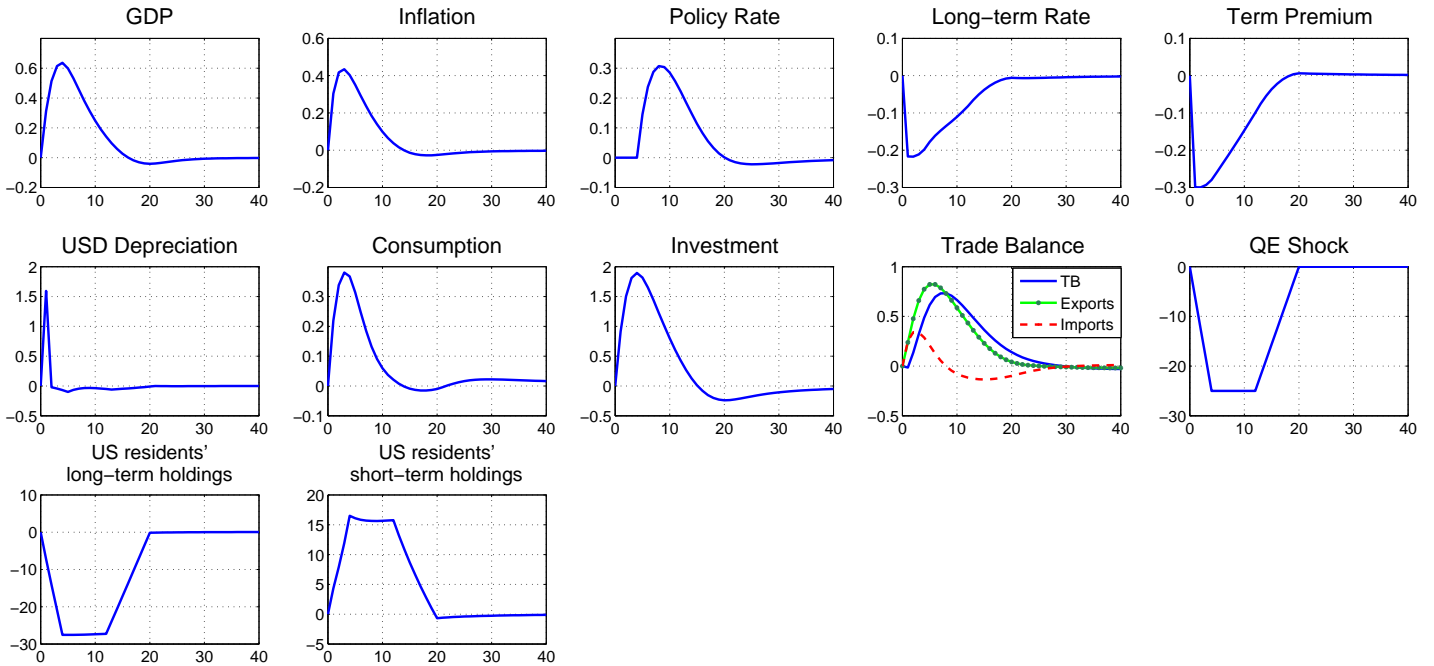 GDP
0.6
0.4
0.2
0
−0.2
0 10 20 30 40
Inflation
0.6
0.4
0.2
0
−0.2
0 10 20 30 40
Policy Rate
0.3
0.2
0.1
0
−0.1
0 10 20 30 40
Long−term Rate
0.1
0
−0.1
−0.2
−0.3
0 10 20 30 40
Term Premium
0.1
0
−0.1
−0.2
−0.3
0 10 20 30 40
USD Depreciation
2
1.5
1
0.5
0
−0.5
0 10 20 30 40
Consumption
0.3
0.2
0.1
0
−0.1
0 10 20 30 40
Investment
2
1.5
1
0.5
0
−0.5
0 10 20 30 40
Trade Balance
1
0.5
0
−0.5
0 10 20 30 40
TB
Exports
Imports
QE Shock
0
−10
−20
−30
0 10 20 30 40
US residents’
long−term holdings
10
0
−10
−20
−30
0 10 20 30 40
US residents’
short−term holdings
20
15
10
5
0
−5
0 10 20 30 40